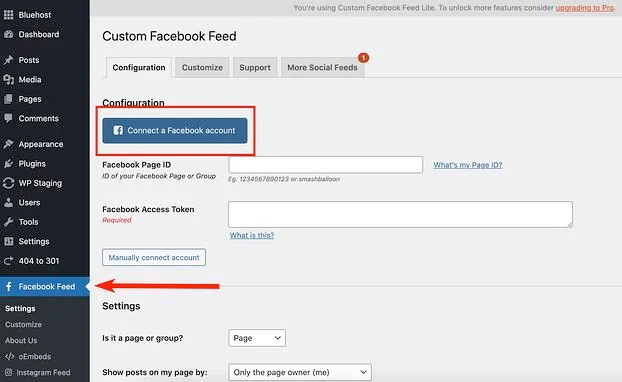 You're using Custom Facebook Feed Lite. To unlock more features consider upgrading to Pro.
Bluehost
Dashboard
Posts
Media
Pages
Comments
Appearance
Plugins
WP Staging
Users
Tools
Settings
404 to 301
Facebook Feed
Settings
Customize
About Us
oEmbeds
Instagram Feed
Custom Facebook Feed
Configuration Customize Support More Social Feeds 1
Configuration
Connect a Facebook account
Facebook Page ID What's my Page ID?
ID of your Facebook Page or Group Eg. 1234567890123 or smashballoon
Facebook Access Token
Required
What is this?
Manually connect account
Settings
Is it a page or group? Page
Show posts on my page by: Only the page owner (me)